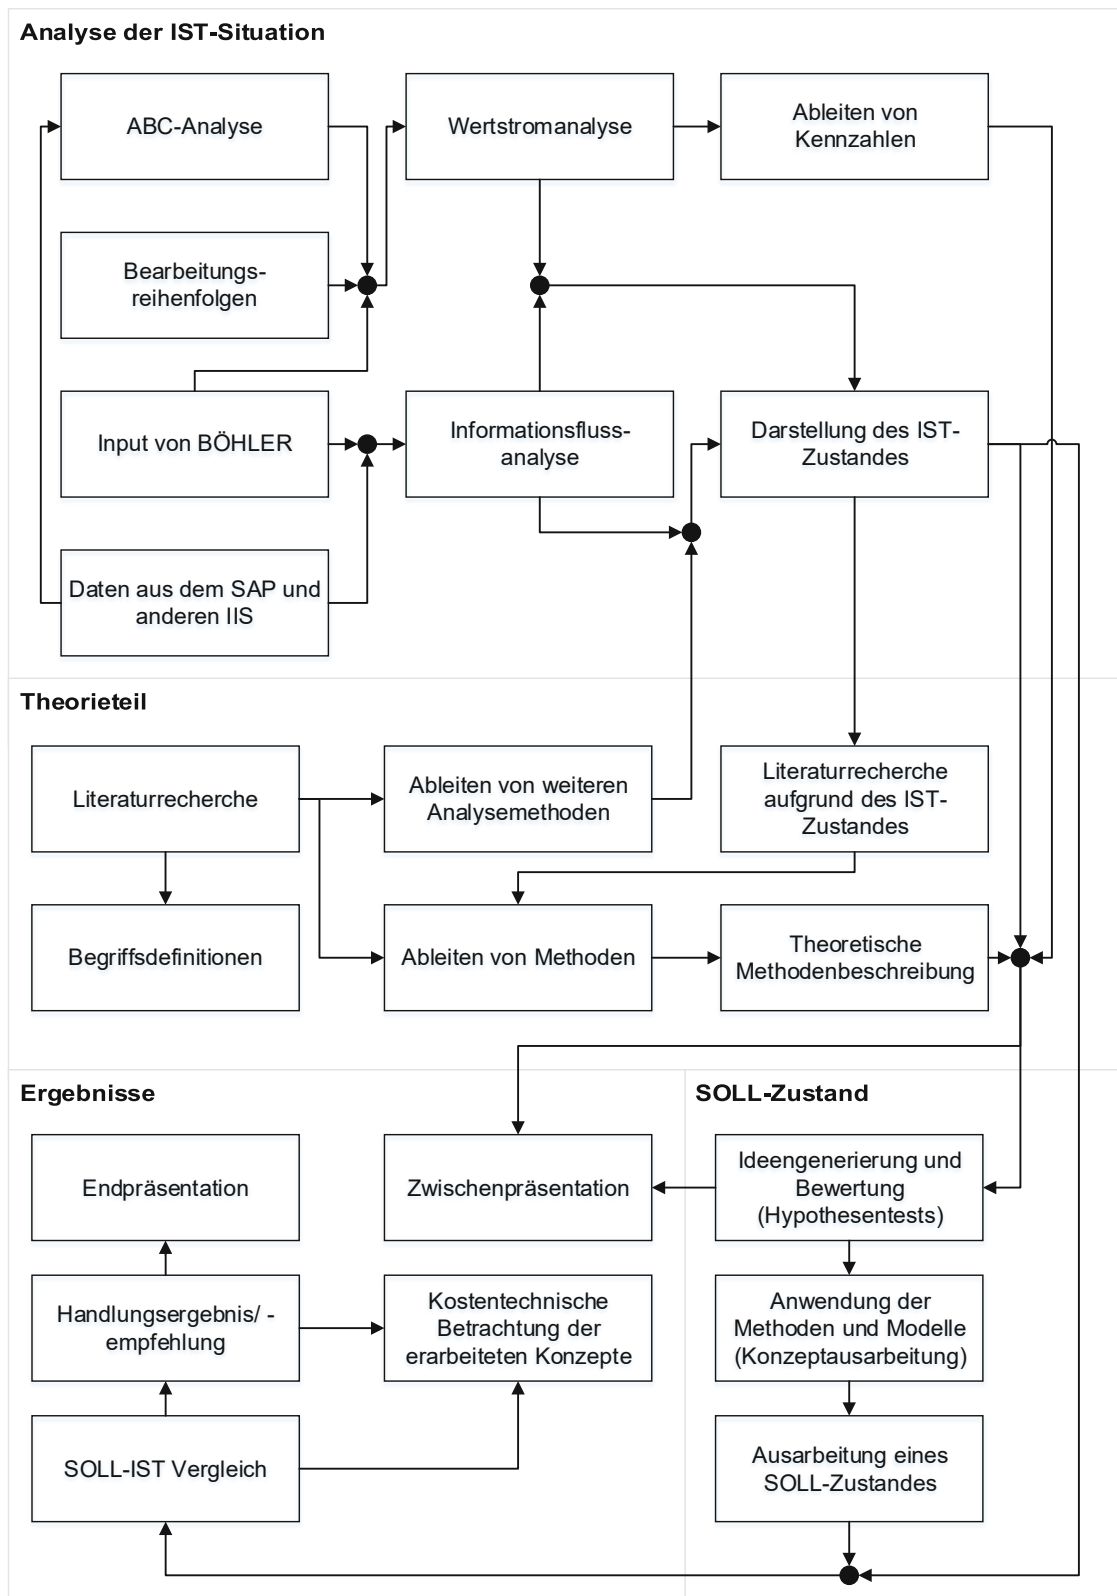 Analyse der IST-Situation
ABC-Analyse
Wertstromanalyse
Ableiten von
Kennzahlen
Bearbeitungs-
reihenfolgen
Input von BÖHLER
Informationsfluss-
analyse
Darstellung des IST-
Zustandes
Daten aus dem SAP und
anderen IIS
Theorieteil
Literaturrecherche
Ableiten von weiteren
Analysemethoden
Literaturrecherche
aufgrund des IST-
Zustandes
Begriffsdefinitionen
Ableiten von Methoden
Theoretische
Methodenbeschreibung
Ergebnisse
SOLL-Zustand
Endpräsentation
Zwischenpräsentation
Ideengenerierung und
Bewertung
(Hypothesentests)
Handlungsergebnis/ -
empfehlung
Kostentechnische
Betrachtung der
erarbeiteten Konzepte
Anwendung der
Methoden und Modelle
(Konzeptausarbeitung)
SOLL-IST Vergleich
Ausarbeitung eines
SOLL-Zustandes